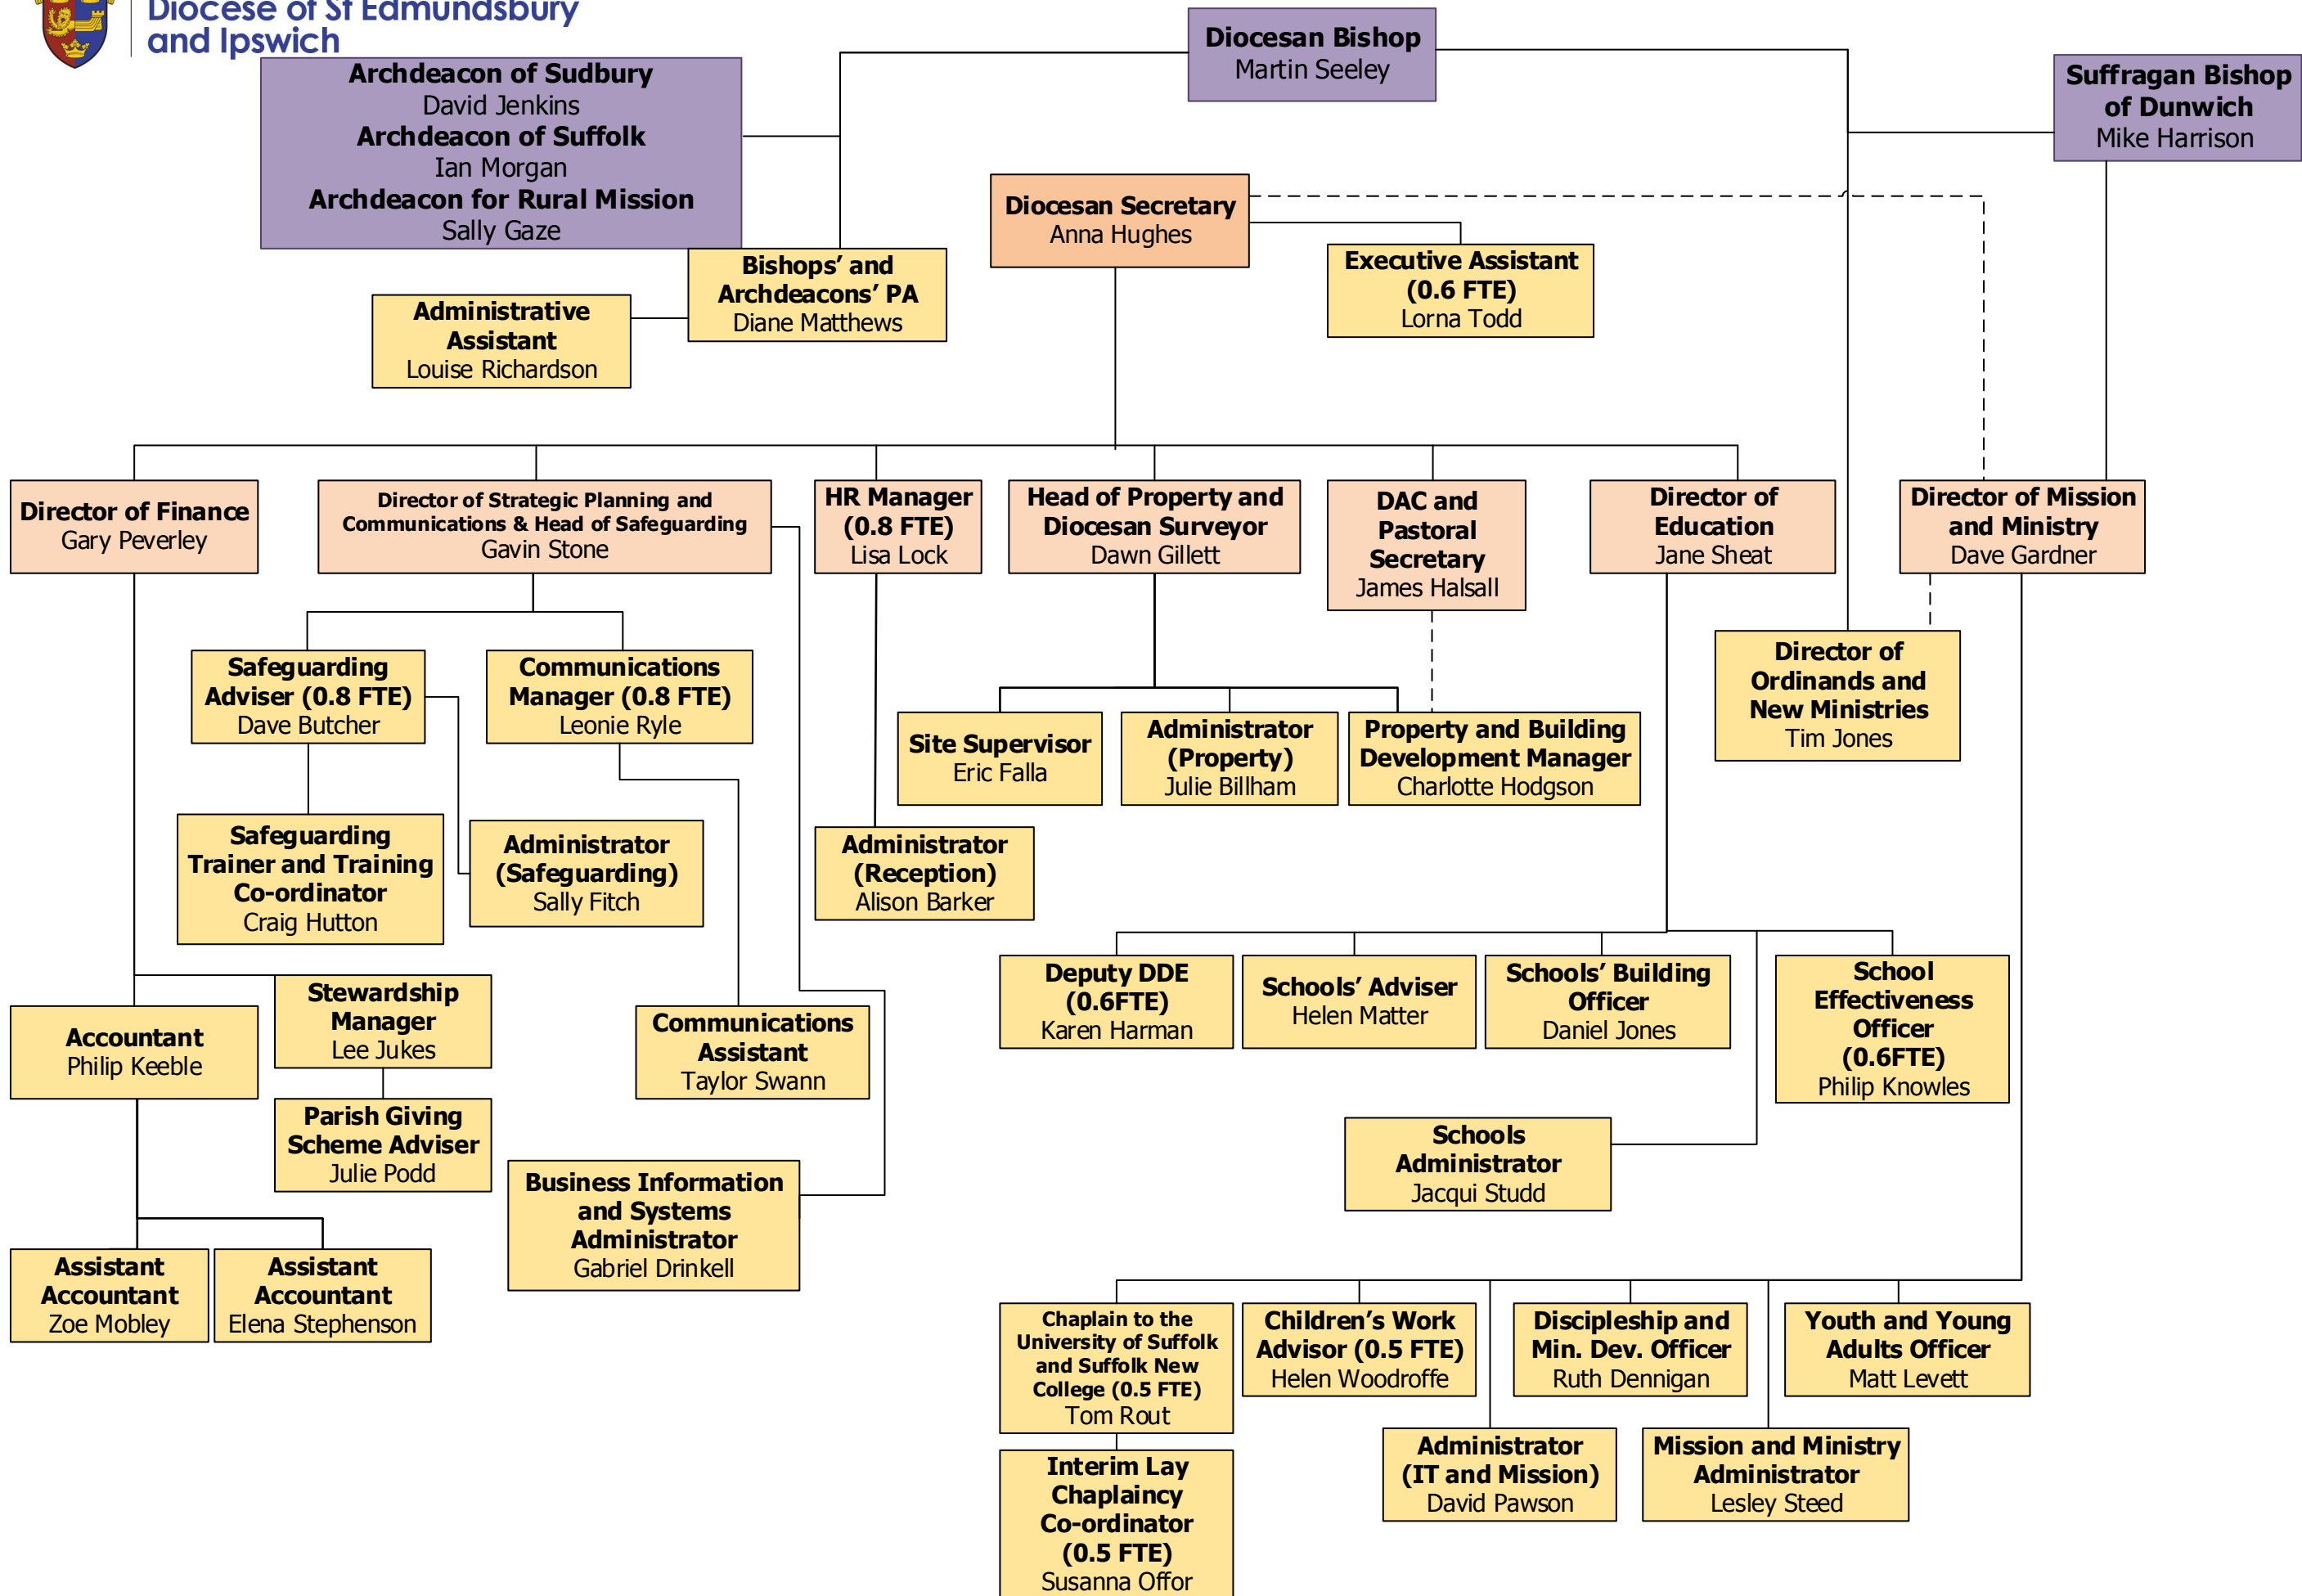 Diocese of St Edmundsbury
and Ipswich
Diocesan Bishop
Martin Seeley
Suffragan Bishop
of Dunwich
Mike Harrison
Archdeacon of Sudbury
David Jenkins
Archdeacon of Suffolk
Ian Morgan
Archdeacon for Rural Mission
Sally Gaze
Diocesan Secretary
Anna Hughes
Bishops’ and
Archdeacons’ PA
Diane Matthews
Executive Assistant
(0.6 FTE)
Lorna Todd
Administrative
Assistant
Louise Richardson
Director of Finance
Gary Peverley
Director of Strategic Planning and
Communications & Head of Safeguarding
Gavin Stone
HR Manager
(0.8 FTE)
Lisa Lock
Head of Property and
Diocesan Surveyor
Dawn Gillett
DAC and
Pastoral
Secretary
James Halsall
Director of
Education
Jane Sheat
Director of Mission
and Ministry
Dave Gardner
Director of
Ordinands and
New Ministries
Tim Jones
Safeguarding
Adviser (0.8 FTE)
Dave Butcher
Communications
Manager (0.8 FTE)
Leonie Ryle
Site Supervisor
Eric Falla
Administrator
(Property)
Julie Billham
Property and Building
Development Manager
Charlotte Hodgson
Safeguarding
Trainer and Training
Co-ordinator
Craig Hutton
Administrator
(Safeguarding)
Sally Fitch
Administrator
(Reception)
Alison Barker
Deputy DDE
(0.6FTE)
Karen Harman
Schools’ Adviser
Helen Matter
Schools’ Building
Officer
Daniel Jones
School
Effectiveness
Officer
(0.6FTE)
Philip Knowles
Accountant
Philip Keeble
Stewardship
Manager
Lee Jukes
Communications
Assistant
Taylor Swann
Parish Giving
Scheme Adviser
Julie Podd
Schools
Administrator
Jacqui Studd
Business Information
and Systems
Administrator
Gabriel Drinkell
Assistant
Accountant
Zoe Mobley
Assistant
Accountant
Elena Stephenson
Chaplain to the
University of Suffolk
and Suffolk New
College (0.5 FTE)
Tom Rout
Children’s Work
Advisor (0.5 FTE)
Helen Woodroffe
Discipleship and
Min. Dev. Officer
Ruth Dennigan
Youth and Young
Adults Officer
Matt Levett
Administrator
(IT and Mission)
David Pawson
Mission and Ministry
Administrator
Lesley Steed
Interim Lay
Chaplaincy
Co-ordinator
(0.5 FTE)
Susanna Offor